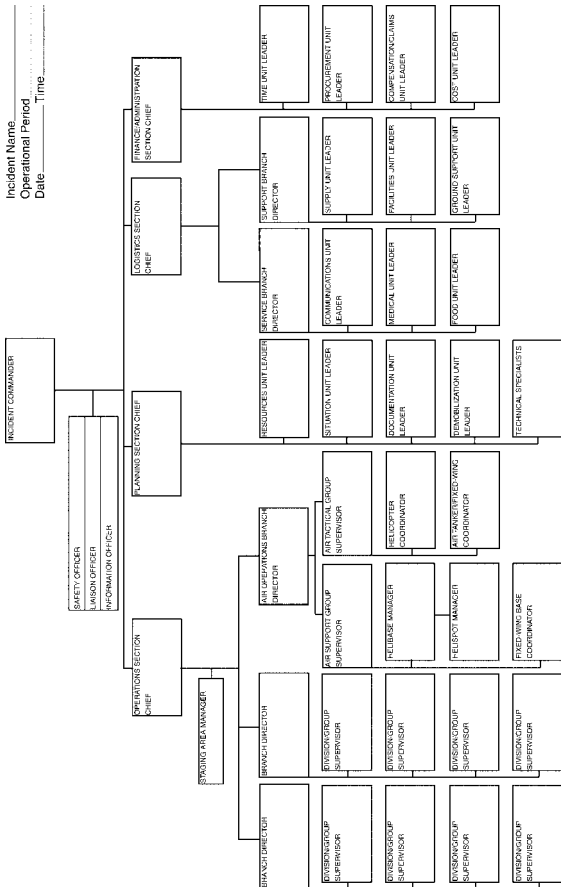 Incident Name
Operational Period
Date Time
INCIDENT COMMANDER
SAFETY OFFICER
LIAISON OFFICER
INFORMATION OFFICER
OPERATIONS SECTION
CHIEF
PLANNING SECTION CHIEF
LOGISTICS SECTION
CHIEF
FINANCE/ADMINISTRATION
SECTION CHIEF
STAGING AREA MANAGER
BRANCH DIRECTOR
BRANCH DIRECTOR
AIR OPERATIONS BRANCH
DIRECTOR
RESOURCES UNIT LEADER
SERVICE BRANCH
DIRECTOR
SUPPORT BRANCH
DIRECTOR
TIME UNIT LEADER
DIVISION/GROUP
SUPERVISOR
DIVISION/GROUP
SUPERVISOR
AIR SUPPORT GROUP
SUPERVISOR
AIR TACTICAL GROUP
SUPERVISOR
SITUATION UNIT LEADER
COMMUNICATIONS UNIT
LEADER
SUPPLY UNIT LEADER
PROCUREMENT UNIT
LEADER
DIVISION/GROUP
SUPERVISOR
DIVISION/GROUP
SUPERVISOR
HELIBASE MANAGER
HELICOPTER
COORDINATOR
DOCUMENTATION UNIT
LEADER
MEDICAL UNIT LEADER
FACILITIES UNIT LEADER
COMPENSATION/CLAIMS
UNIT LEADER
DIVISION/GROUP
SUPERVISOR
DIVISION/GROUP
SUPERVISOR
HELISPOT MANAGER
AIR TANKER/FIXED-WING
COORDINATOR
DEMOBILIZATION UNIT
LEADER
FOOD UNIT LEADER
GROUND SUPPORT UNIT
LEADER
COST UNIT LEADER
DIVISION/GROUP
SUPERVISOR
DIVISION/GROUP
SUPERVISOR
FIXED-WING BASE
COORDINATOR
TECHNICAL SPECIALISTS